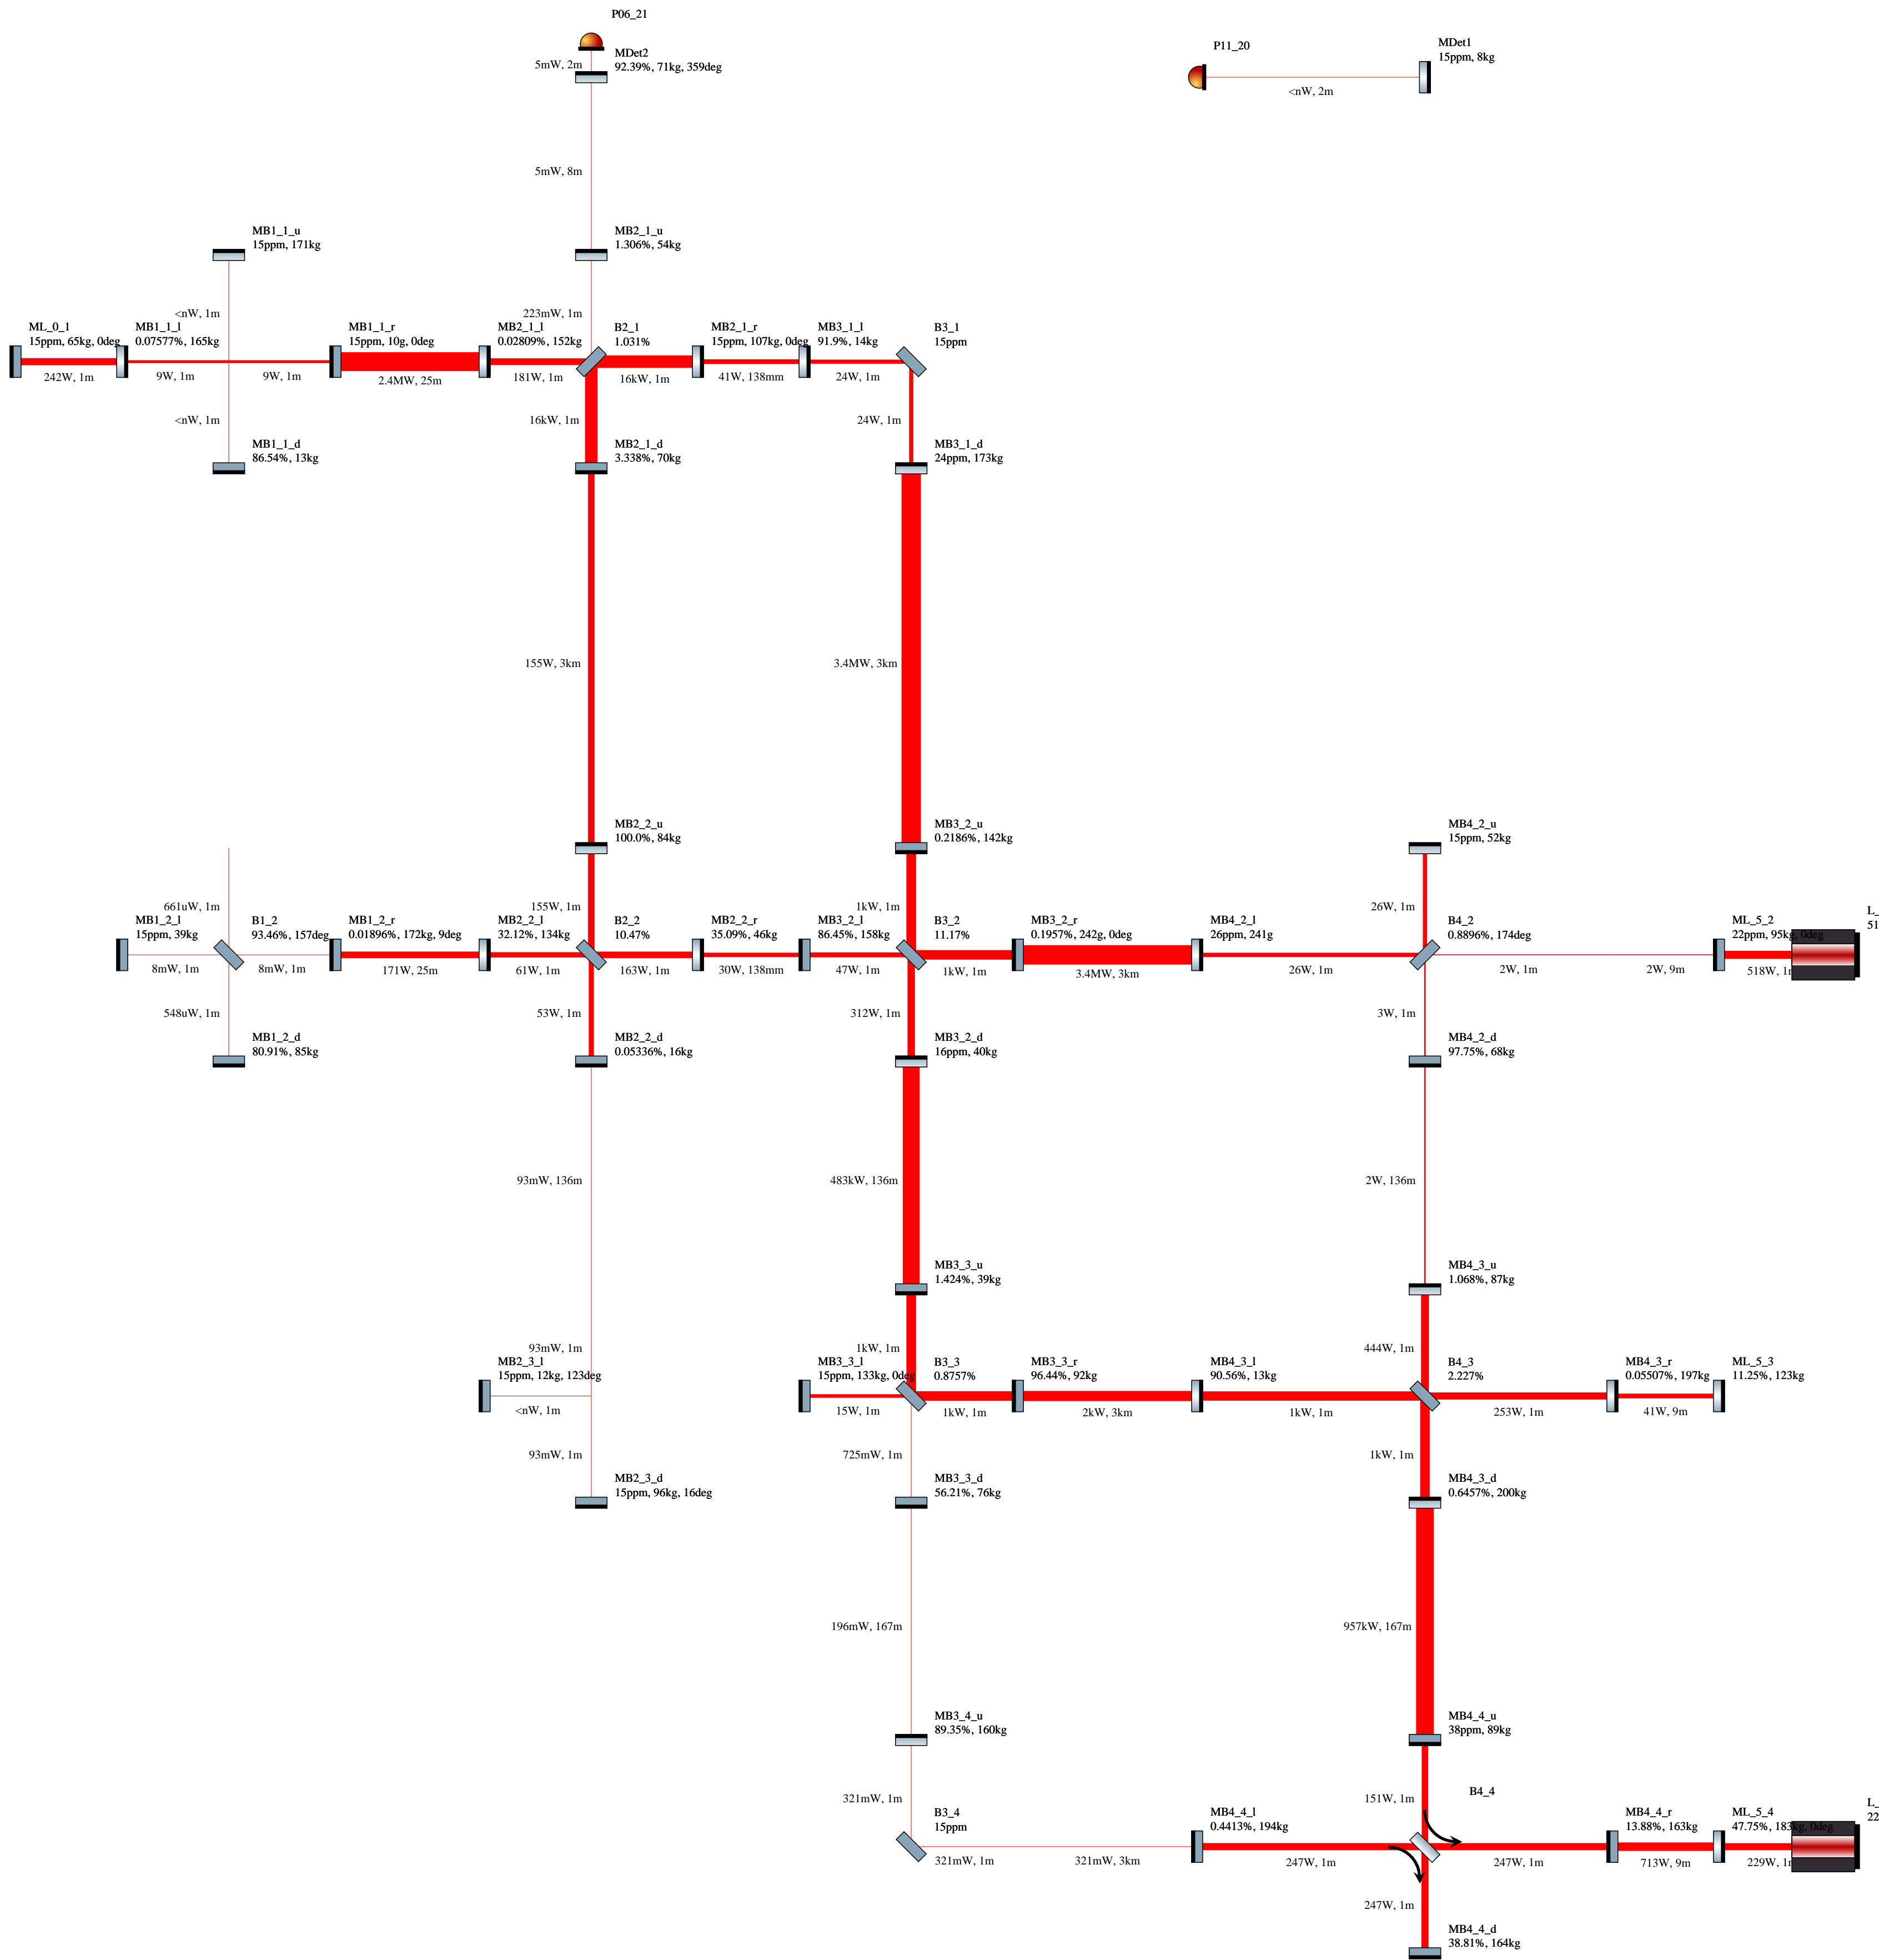 P06_21
MDet2
92.39%, 71kg, 359deg
5mW, 2m
P11_20
MDet1
15ppm, 8kg
<nW, 2m
5mW, 8m
MB1_1_u
15ppm, 171kg
MB2_1_u
1.306%, 54kg
<nW, 1m
223mW, 1m
ML_0_1
15ppm, 65kg, 0deg
MB1_1_l
0.07577%, 165kg
MB1_1_r
15ppm, 10g, 0deg
MB2_1_l
0.02809%, 152kg
B2_1
1.031%
MB2_1_r
15ppm, 107kg, 0deg
MB3_1_l
91.9%, 14kg
B3_1
15ppm
242W, 1m
9W, 1m
9W, 1m
2.4MW, 25m
181W, 1m
16kW, 1m
41W, 138mm
24W, 1m
<nW, 1m
16kW, 1m
24W, 1m
MB1_1_d
86.54%, 13kg
MB2_1_d
3.338%, 70kg
MB3_1_d
24ppm, 173kg
155W, 3km
3.4MW, 3km
MB2_2_u
100.0%, 84kg
MB3_2_u
0.2186%, 142kg
MB4_2_u
15ppm, 52kg
661uW, 1m
155W, 1m
1kW, 1m
26W, 1m
MB1_2_l
15ppm, 39kg
B1_2
93.46%, 157deg
MB1_2_r
0.01896%, 172kg, 9deg
MB2_2_l
32.12%, 134kg
B2_2
10.47%
MB2_2_r
35.09%, 46kg
MB3_2_l
86.45%, 158kg
B3_2
11.17%
MB3_2_r
0.1957%, 242g, 0deg
MB4_2_l
26ppm, 241g
B4_2
0.8896%, 174deg
ML_5_2
22ppm, 95kg, 0deg
L_
51
8mW, 1m
8mW, 1m
171W, 25m
61W, 1m
163W, 1m
30W, 138mm
47W, 1m
1kW, 1m
3.4MW, 3km
26W, 1m
2W, 1m
2W, 9m
518W, 1m
548uW, 1m
53W, 1m
312W, 1m
3W, 1m
MB1_2_d
80.91%, 85kg
MB2_2_d
0.05336%, 16kg
MB3_2_d
16ppm, 40kg
MB4_2_d
97.75%, 68kg
93mW, 136m
483kW, 136m
2W, 136m
MB3_3_u
1.424%, 39kg
MB4_3_u
1.068%, 87kg
93mW, 1m
1kW, 1m
444W, 1m
MB2_3_l
15ppm, 12kg, 123deg
MB3_3_l
15ppm, 133kg, 0deg
B3_3
0.8757%
MB3_3_r
96.44%, 92kg
MB4_3_l
90.56%, 13kg
B4_3
2.227%
MB4_3_r
0.05507%, 197kg
ML_5_3
11.25%, 123kg
<nW, 1m
15W, 1m
1kW, 1m
2kW, 3km
1kW, 1m
253W, 1m
41W, 9m
93mW, 1m
725mW, 1m
1kW, 1m
MB2_3_d
15ppm, 96kg, 16deg
MB3_3_d
56.21%, 76kg
MB4_3_d
0.6457%, 200kg
196mW, 167m
957kW, 167m
MB3_4_u
89.35%, 160kg
MB4_4_u
38ppm, 89kg
321mW, 1m
151W, 1m
B4_4
B3_4
15ppm
MB4_4_l
0.4413%, 194kg
MB4_4_r
13.88%, 163kg
ML_5_4
47.75%, 183kg, 0deg
L_
22
321mW, 1m
321mW, 3km
247W, 1m
247W, 1m
713W, 9m
229W, 1m
247W, 1m
MB4_4_d
38.81%, 164kg